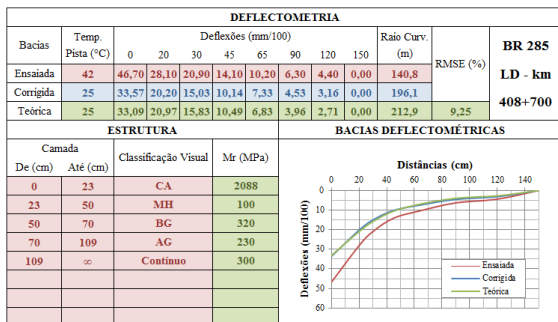 DEFLECTOMETRIA
Bacias Temp. Pista (°C) Deflexões (mm/100) Raio Curv. (m) RMSE (%) BR 285 LD - km 408+700
0 20 30 45 65 90 120 150
Ensaiada 42 46,70 28,10 20,90 14,10 10,20 6,30 4,40 0,00 140,8
Corrigida 25 33,57 20,20 15,03 10,14 7,33 4,53 3,16 0,00 196,1
Teórica 25 33,09 20,97 15,83 10,49 6,83 3,96 2,71 0,00 212,9 9,25
ESTRUTURA
Camada Classificação Visual Mr (MPa)
De (cm) Até (cm)
0 23 CA 2088
23 50 MH 100
50 70 BG 320
70 109 AG 230
109 ∞ Contínuo 300
BACIAS DEFLECTOMÉTRICAS
Distâncias (cm)
0 20 40 60 80 100 120 140
Deflexões (mm/100)
0
10
20
30
40
50
60
Ensaiada
Corrigida
Teórica